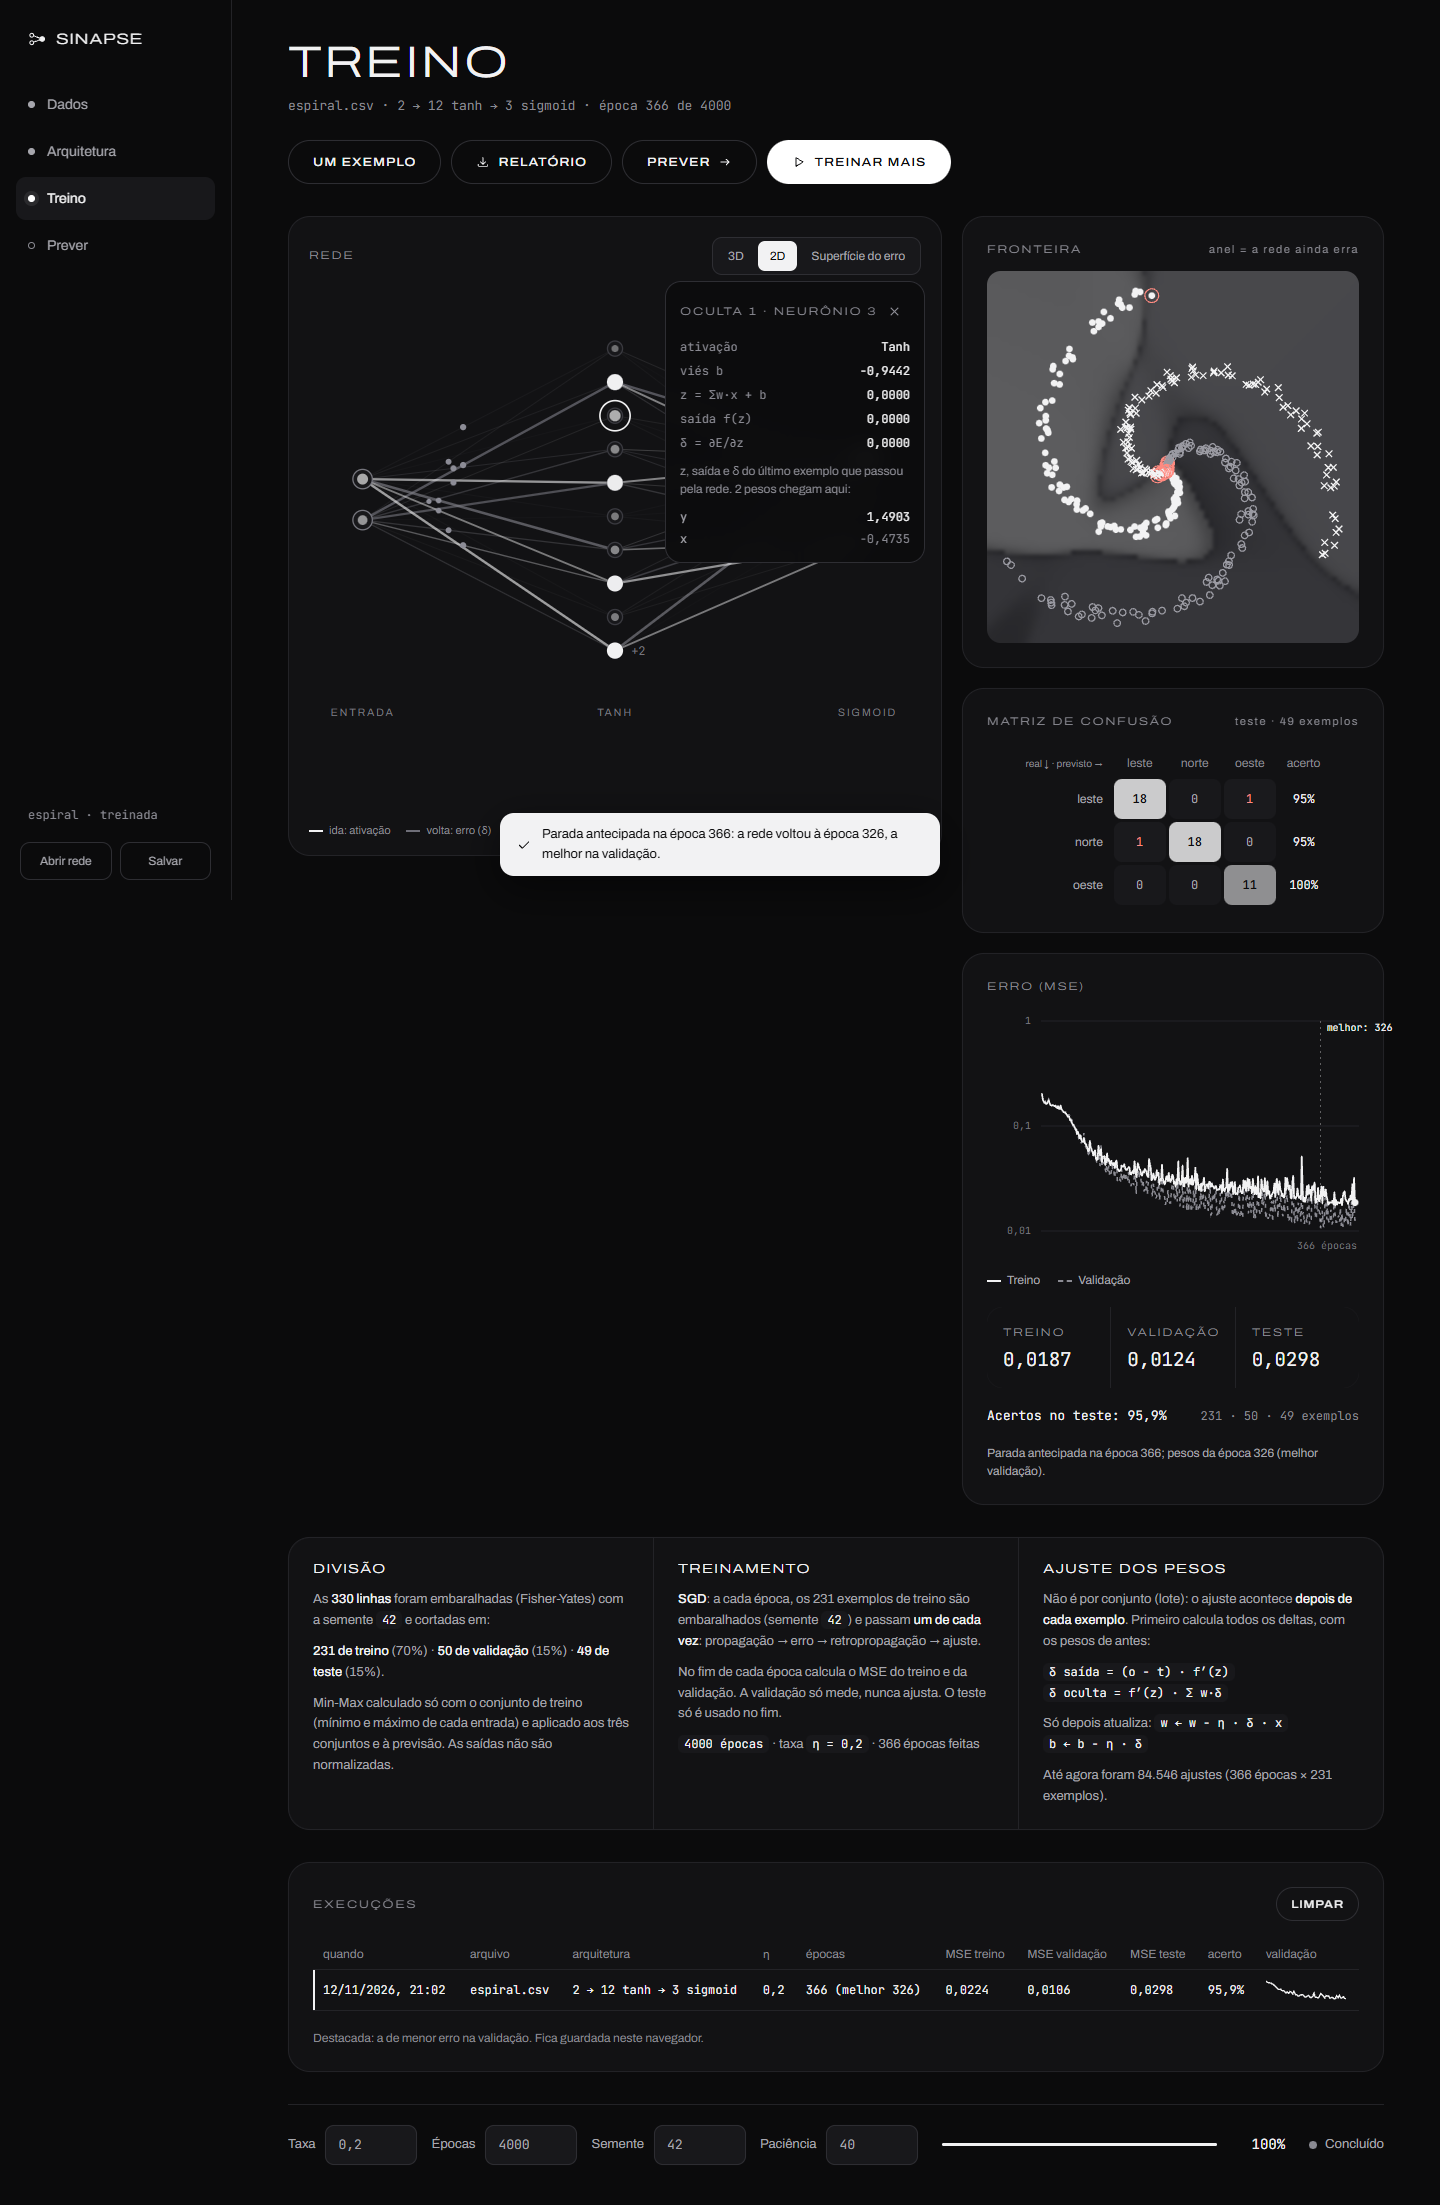 SINAPSE
Dados
Arquitetura
Treino
Prever
espiral · treinada
Abrir rede
Salvar
TREINO
espiral.csv · 2 → 12 tanh → 3 sigmoid · época 366 de 4000
UM EXEMPLO
RELATÓRIO
PREVER →
TREINAR MAIS
REDE
3D
2D
Superfície do erro
OCULTA 1 · NEURÔNIO 3 ×
ativação Tanh
viés b -0,9442
z = Σw·x + b 0,0000
saída f(z) 0,0000
δ = ∂E/∂z 0,0000
z, saída e δ do último exemplo que passou
pela rede. 2 pesos chegam aqui:
y 1,4903
x -0,4735
+2
ENTRADA
TANH
SIGMOID
ida: ativação
volta: erro (δ)
Parada antecipada na época 366: a rede voltou à época 326, a
melhor na validação.
FRONTEIRA
anel = a rede ainda erra
MATRIZ DE CONFUSÃO
teste · 49 exemplos
real ↓ · previsto → leste norte oeste acerto
leste 18 0 1 95%
norte 1 18 0 95%
oeste 0 0 11 100%
ERRO (MSE)
1
melhor: 326
0,1
0,01
366 épocas
Treino
Validação
TREINO
0,0187
VALIDAÇÃO
0,0124
TESTE
0,0298
Acertos no teste: 95,9%
231 · 50 · 49 exemplos
Parada antecipada na época 366; pesos da época 326 (melhor
validação).
DIVISÃO
As 330 linhas foram embaralhadas (Fisher-Yates) com
a semente 42 e cortadas em:
231 de treino (70%) · 50 de validação (15%) · 49 de
teste (15%).
Min-Max calculado só com o conjunto de treino
(mínimo e máximo de cada entrada) e aplicado aos três
conjuntos e à previsão. As saídas não são
normalizadas.
TREINAMENTO
SGD: a cada época, os 231 exemplos de treino são
embaralhados (semente 42 ) e passam um de cada
vez: propagação → erro → retropropagação → ajuste.
No fim de cada época calcula o MSE do treino e da
validação. A validação só mede, nunca ajusta. O teste
só é usado no fim.
4000 épocas · taxa η = 0,2 · 366 épocas feitas
AJUSTE DOS PESOS
Não é por conjunto (lote): o ajuste acontece depois de
cada exemplo. Primeiro calcula todos os deltas, com
os pesos de antes:
δ saída = (o - t) · f′(z)
δ oculta = f′(z) · Σ w·δ
Só depois atualiza: w ← w - η · δ · x
b ← b - η · δ
Até agora foram 84.546 ajustes (366 épocas × 231
exemplos).
EXECUÇÕES
LIMPAR
quando arquivo arquitetura η épocas MSE treino MSE validação MSE teste acerto validação
12/11/2026, 21:02 espiral.csv 2 → 12 tanh → 3 sigmoid 0,2 366 (melhor 326) 0,0224 0,0106 0,0298 95,9%
Destacada: a de menor erro na validação. Fica guardada neste navegador.
Taxa 0,2 Épocas 4000 Semente 42 Paciência 40 100% Concluído